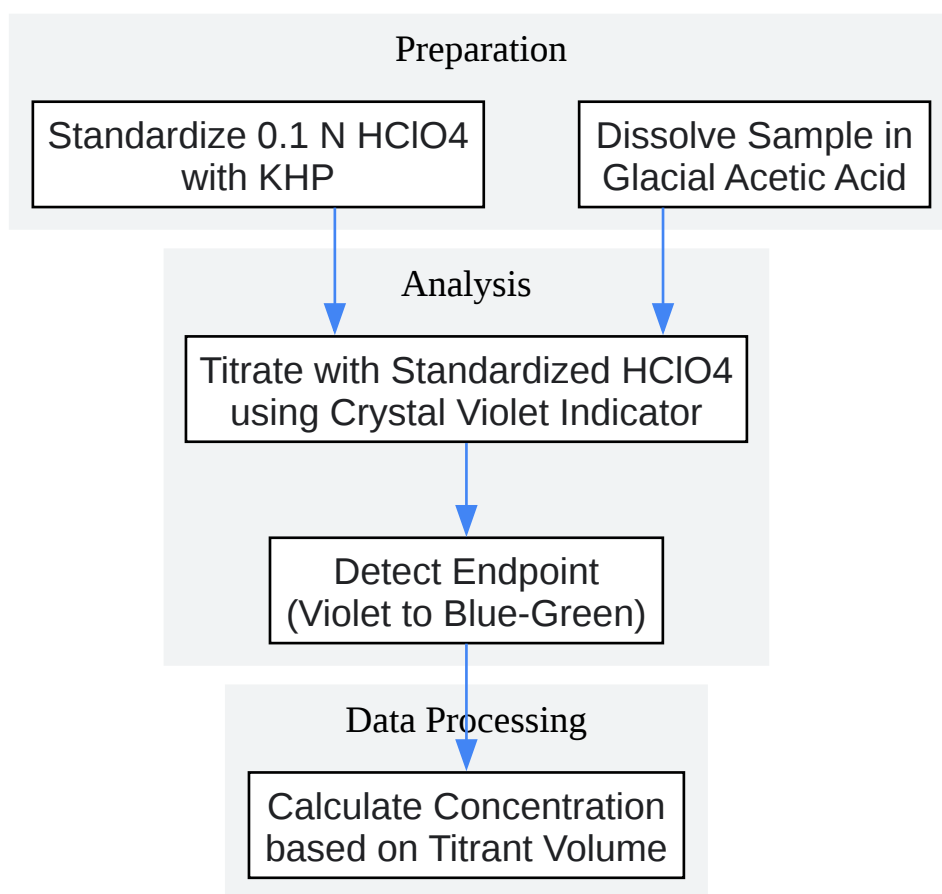 Preparation
Standardize 0.1 N HClO4
with KHP
Dissolve Sample in
Glacial Acetic Acid
Analysis
Titrate with Standardized HClO4
using Crystal Violet Indicator
Detect Endpoint
(Violet to Blue-Green)
Data Processing
Calculate Concentration
based on Titrant Volume